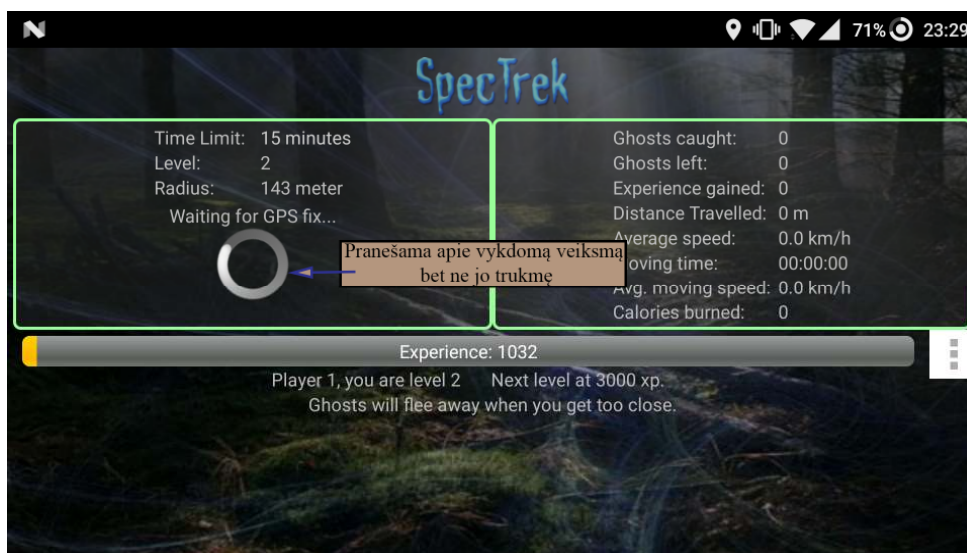 71% 23:29
SpecTrek
Time Limit: 15 minutes
Level: 2
Radius: 143 meter
Waiting for GPS fix...
Ghosts caught: 0
Ghosts left: 0
Experience gained: 0
Distance Travelled: 0 m
Average speed: 0.0 km/h
Moving time: 00:00:00
Avg. moving speed: 0.0 km/h
Calories burned: 0
Pranešama apie vykdomą veiksmą
bet ne jo trukmę
Experience: 1032
Player 1, you are level 2 Next level at 3000 xp.
Ghosts will flee away when you get too close.